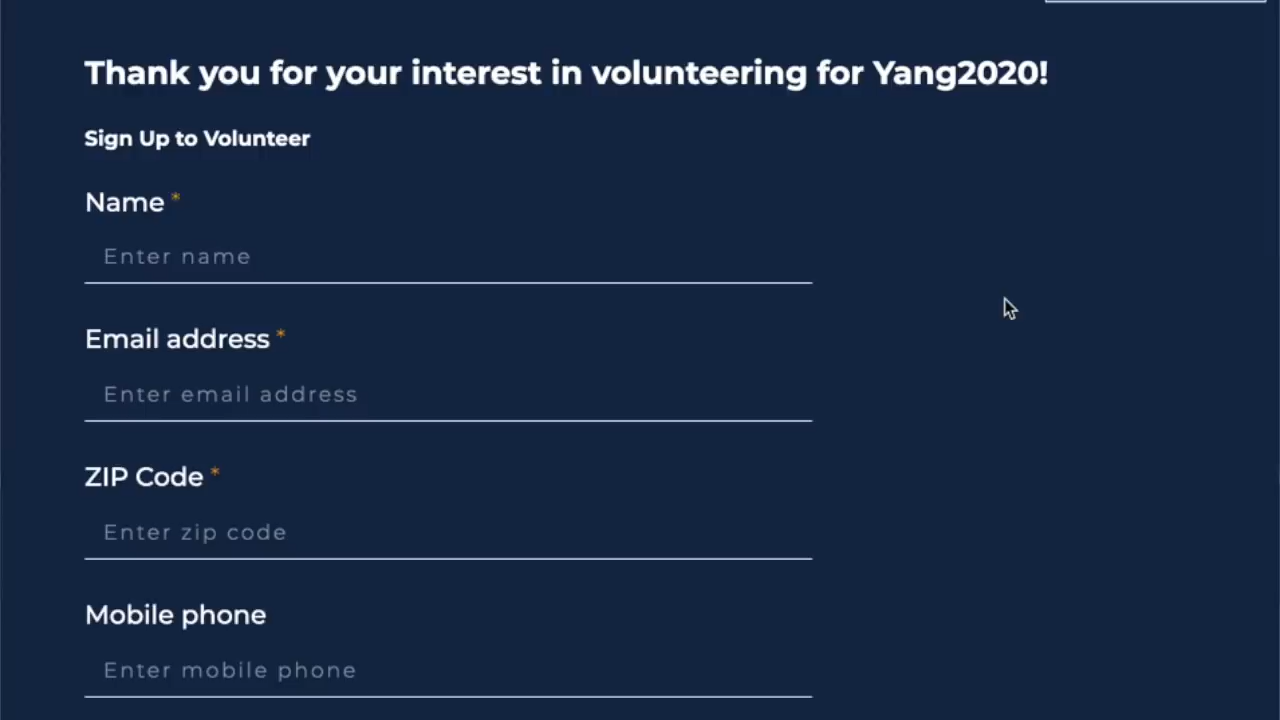 Thank you for your interest in volunteering for Yang2020!
Sign Up to Volunteer
Name *
Enter name
Email address *
Enter email address
ZIP Code *
Enter zip code
Mobile phone
Enter mobile phone